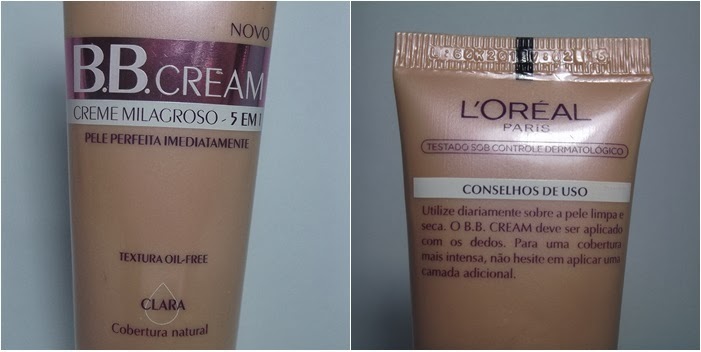 NOVO
B.B. CREAM
CREME MILAGROSO - 5 EM 1
PELE PERFEITA IMEDIATAMENTE
TEXTURA OIL-FREE
CLARA
Cobertura natural
L'ORÉAL
PARIS
TESTADO SOB CONTROLE DERMATOLÓGICO
CONSELHOS DE USO
Utilize diariamente sobre a pele limpa e
seca. O B.B. CREAM deve ser aplicado
com os dedos. Para uma cobertura
mais intensa, não hesite em aplicar uma
camada adicional.